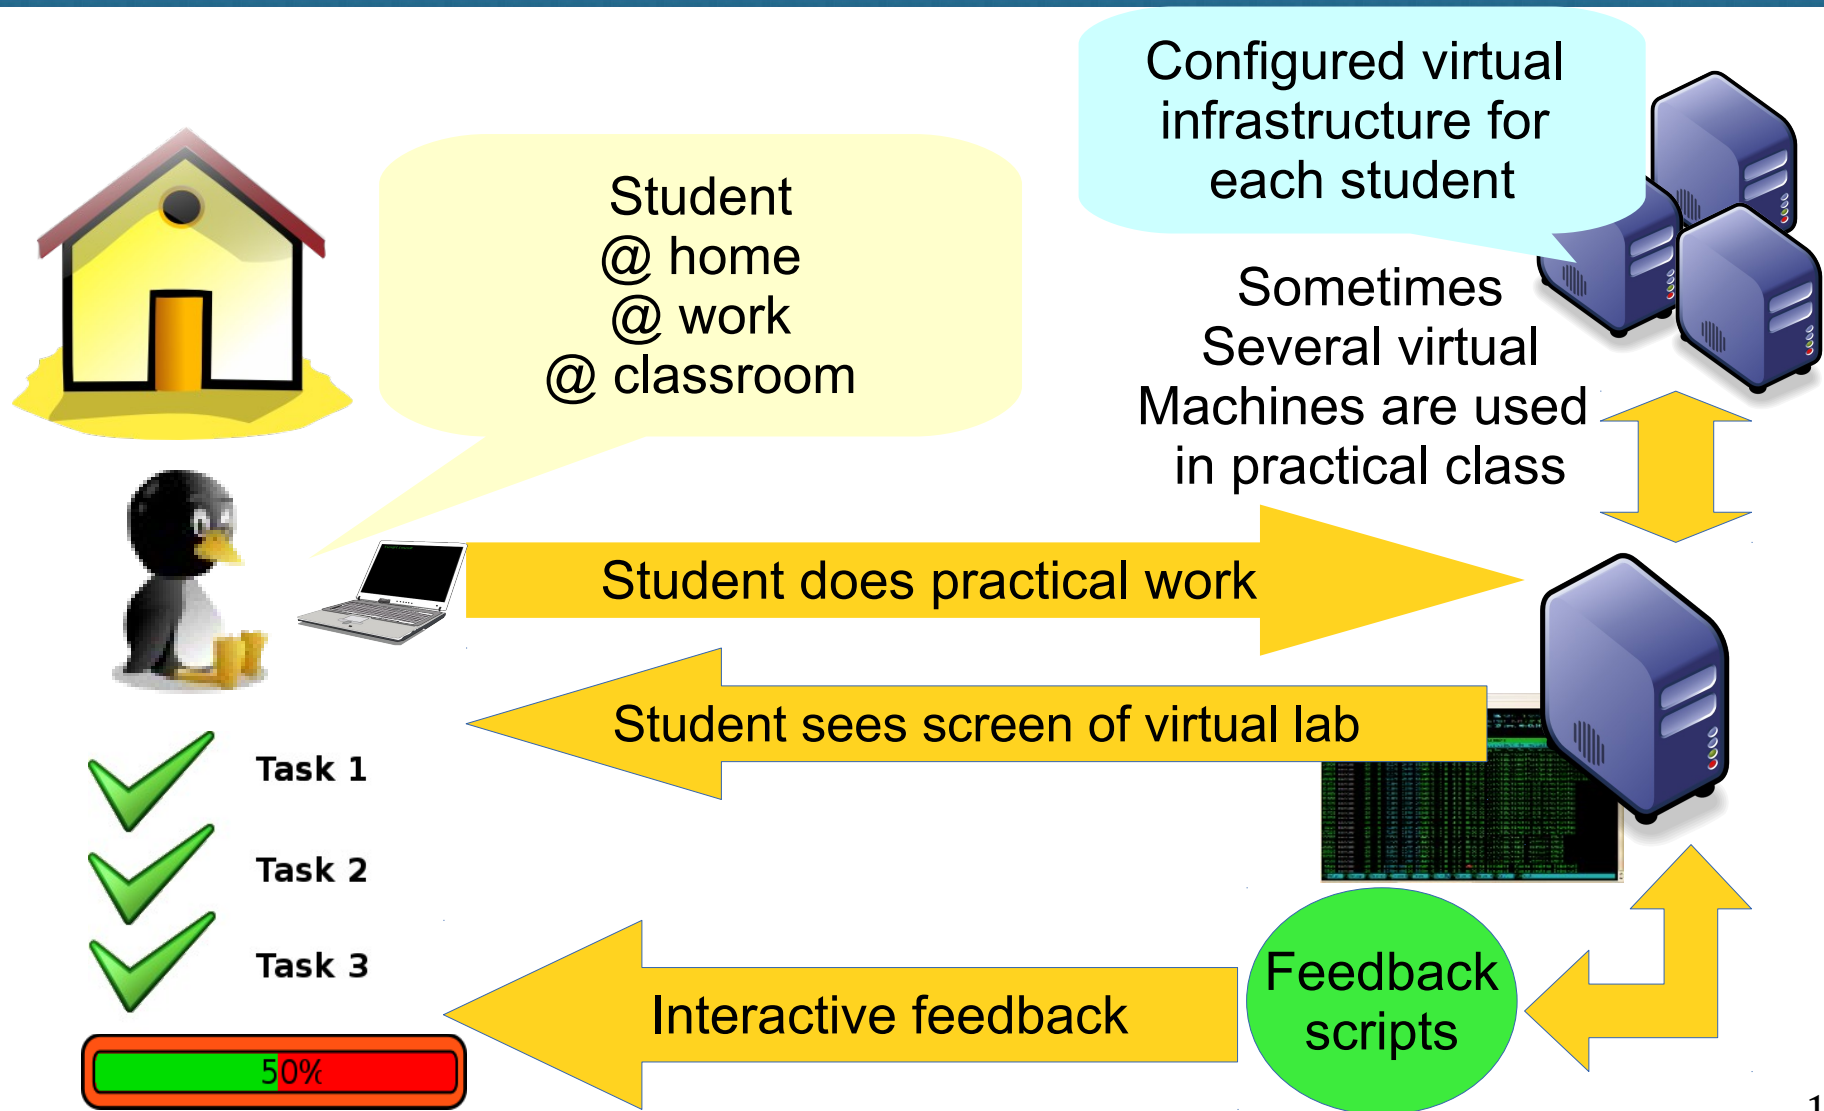 Configured virtual
infrastructure for
each student
Student
@ home
@ work
@ classroom
Sometimes
Several virtual
Machines are used
in practical class
Student does practical work
Student sees screen of virtual lab
Task 1
Task 2
Task 3
50%
Interactive feedback
Feedback
scripts
1